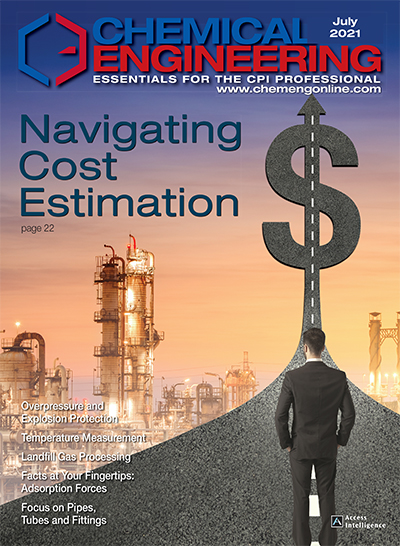 CHEMICAL
ENGINEERING
July
2021
ESSENTIALS FOR THE CPI PROFESSIONAL
www.chemengonline.com
Navigating
Cost
Estimation
page 22
Overpressure and
Explosion Protection
Temperature Measurement
Landfill Gas Processing
Facts at Your Fingertips:
Adsorption Forces
Focus on Pipes,
Tubes and Fittings
Access
Intelligence